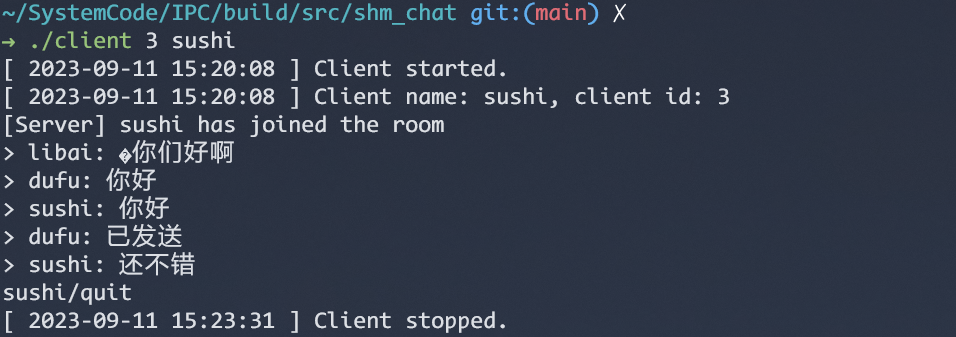 ~/SystemCode/IPC/build/src/shm_chat git:(main) ✗
→ ./client 3 sushi
[ 2023-09-11 15:20:08 ] Client started.
[ 2023-09-11 15:20:08 ] Client name: sushi, client id: 3
[Server] sushi has joined the room
> libai: �你们好啊
> dufu: 你好
> sushi: 你好
> dufu: 已发送
> sushi: 还不错
sushi/quit
[ 2023-09-11 15:23:31 ] Client stopped.